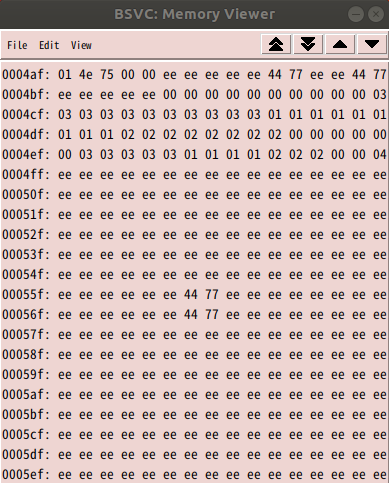 BSVC: Memory Viewer
File Edit View
0004af: 01 4e 75 00 00 ee ee ee ee ee 44 77 ee ee 44 77
0004bf: ee ee ee ee ee 00 00 00 00 00 00 00 00 00 00 03
0004cf: 03 03 03 03 03 03 03 03 03 03 01 01 01 01 01 01
0004df: 01 01 01 02 02 02 02 02 02 02 02 02 00 00 00 00
0004ef: 00 03 03 03 03 03 01 01 01 01 02 02 02 00 00 04
0004ff: ee ee ee ee ee ee ee ee ee ee ee ee ee ee ee ee
00050f: ee ee ee ee ee ee ee ee ee ee ee ee ee ee ee ee
00051f: ee ee ee ee ee ee ee ee ee ee ee ee ee ee ee ee
00052f: ee ee ee ee ee ee ee ee ee ee ee ee ee ee ee ee
00053f: ee ee ee ee ee ee ee ee ee ee ee ee ee ee ee ee
00054f: ee ee ee ee ee ee ee ee ee ee ee ee ee ee ee ee
00055f: ee ee ee ee ee ee 44 77 ee ee ee ee ee ee ee ee
00056f: ee ee ee ee ee ee 44 77 ee ee ee ee ee ee ee ee
00057f: ee ee ee ee ee ee ee ee ee ee ee ee ee ee ee ee
00058f: ee ee ee ee ee ee ee ee ee ee ee ee ee ee ee ee
00059f: ee ee ee ee ee ee ee ee ee ee ee ee ee ee ee ee
0005af: ee ee ee ee ee ee ee ee ee ee ee ee ee ee ee ee
0005bf: ee ee ee ee ee ee ee ee ee ee ee ee ee ee ee ee
0005cf: ee ee ee ee ee ee ee ee ee ee ee ee ee ee ee ee
0005df: ee ee ee ee ee ee ee ee ee ee ee ee ee ee ee ee
0005ef: ee ee ee ee ee ee ee ee ee ee ee ee ee ee ee ee